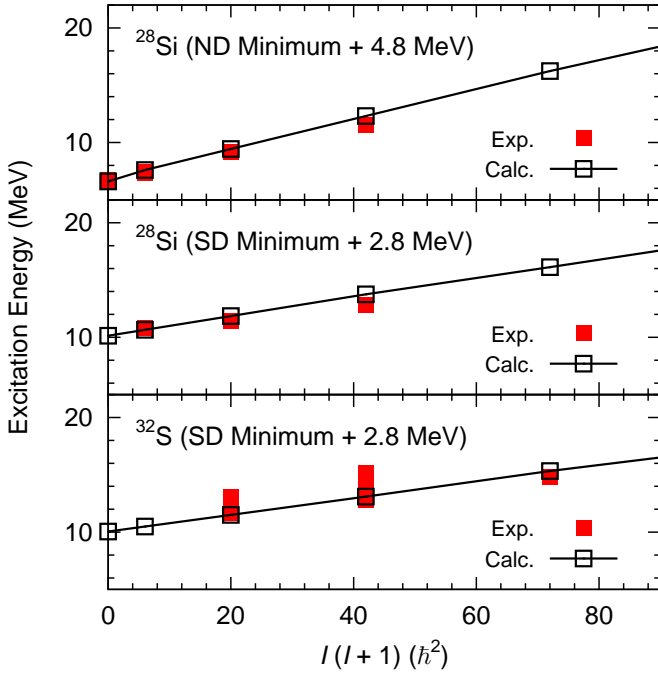 20
²⁸Si (ND Minimum + 4.8 MeV)
10
Exp.
Calc.
20
²⁸Si (SD Minimum + 2.8 MeV)
10
Exp.
Calc.
20
³²S (SD Minimum + 2.8 MeV)
10
Exp.
Calc.
0 20 40 60 80
I (I + 1) (ℏ²)
Excitation Energy (MeV)